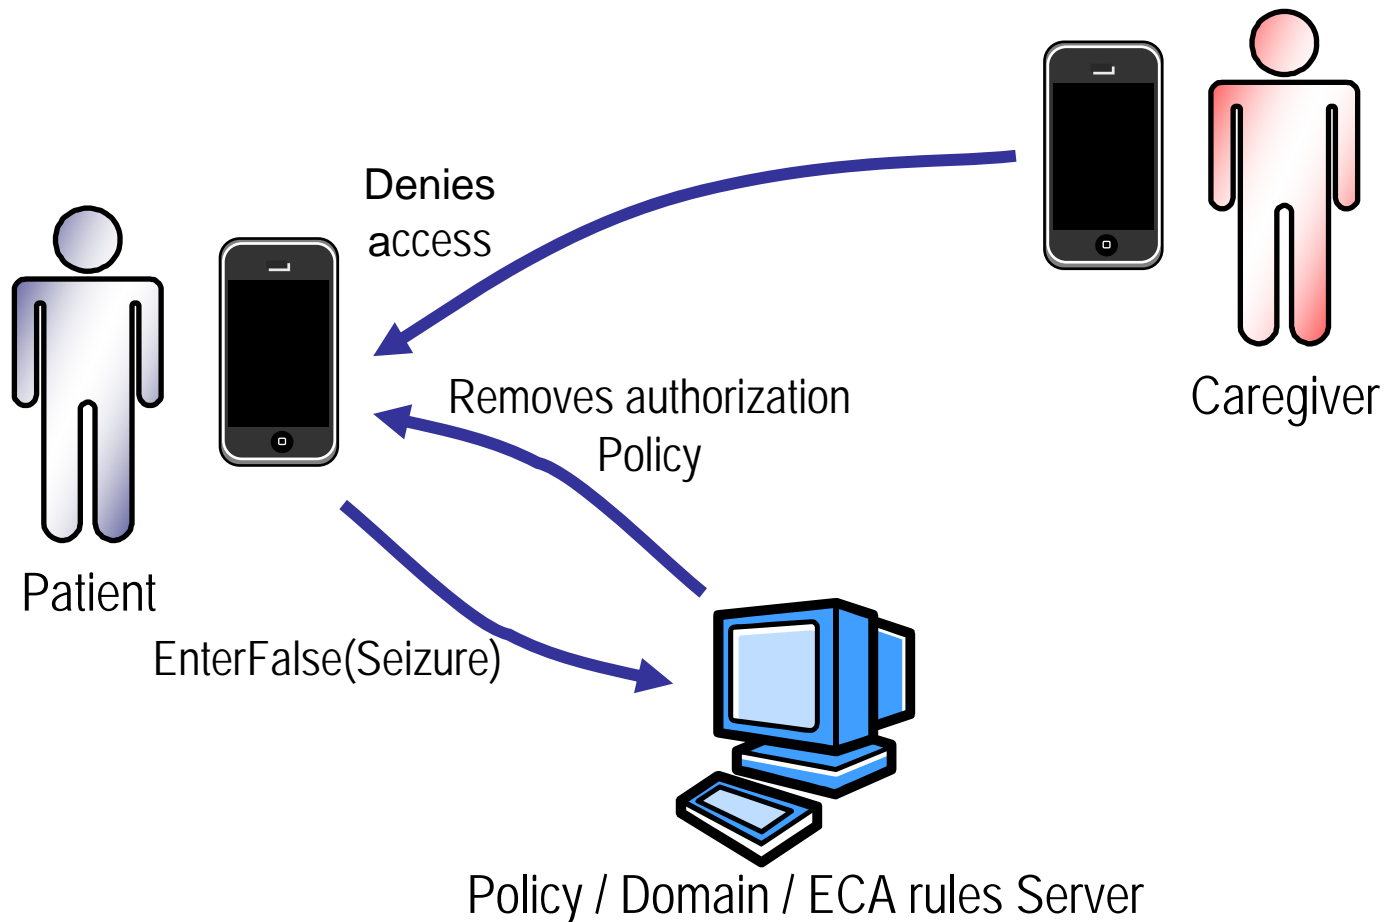 Denies
access
Caregiver
Removes authorization
Policy
Patient
EnterFalse(Seizure)
Policy / Domain / ECA rules Server